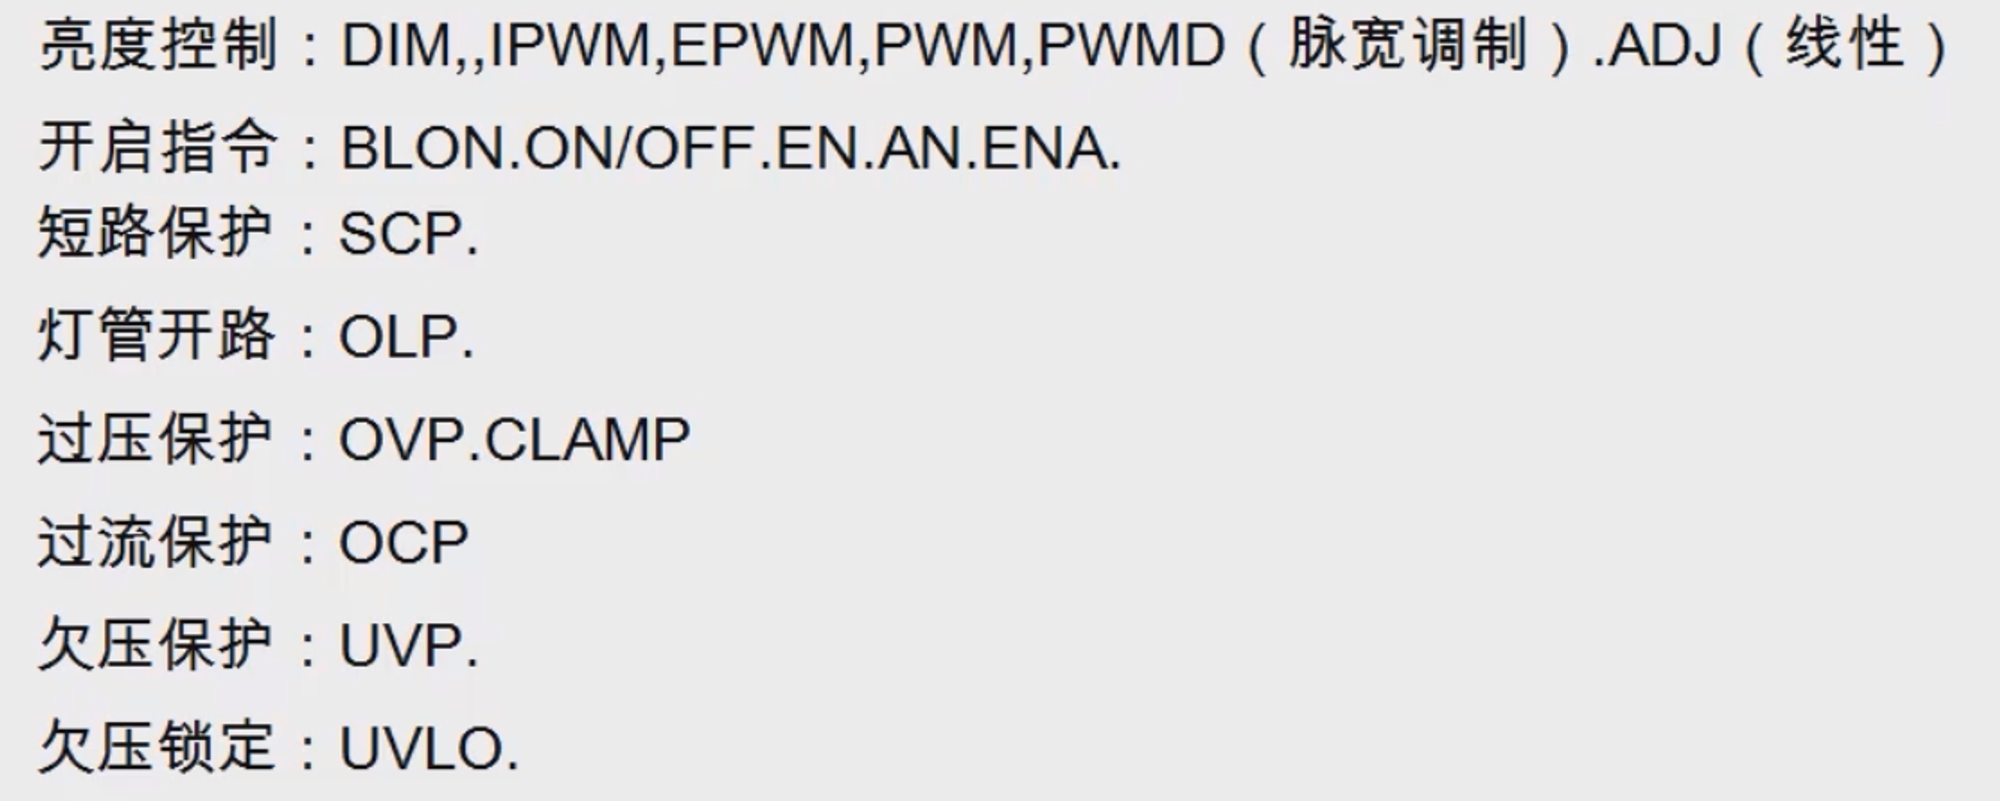 亮度控制：DIM,,IPWM,EPWM,PWM,PWMD（脉宽调制）.ADJ（线性）
开启指令：BLON.ON/OFF.EN.AN.ENA.
短路保护：SCP.
灯管开路：OLP.
过压保护：OVP.CLAMP
过流保护：OCP
欠压保护：UVP.
欠压锁定：UVLO.